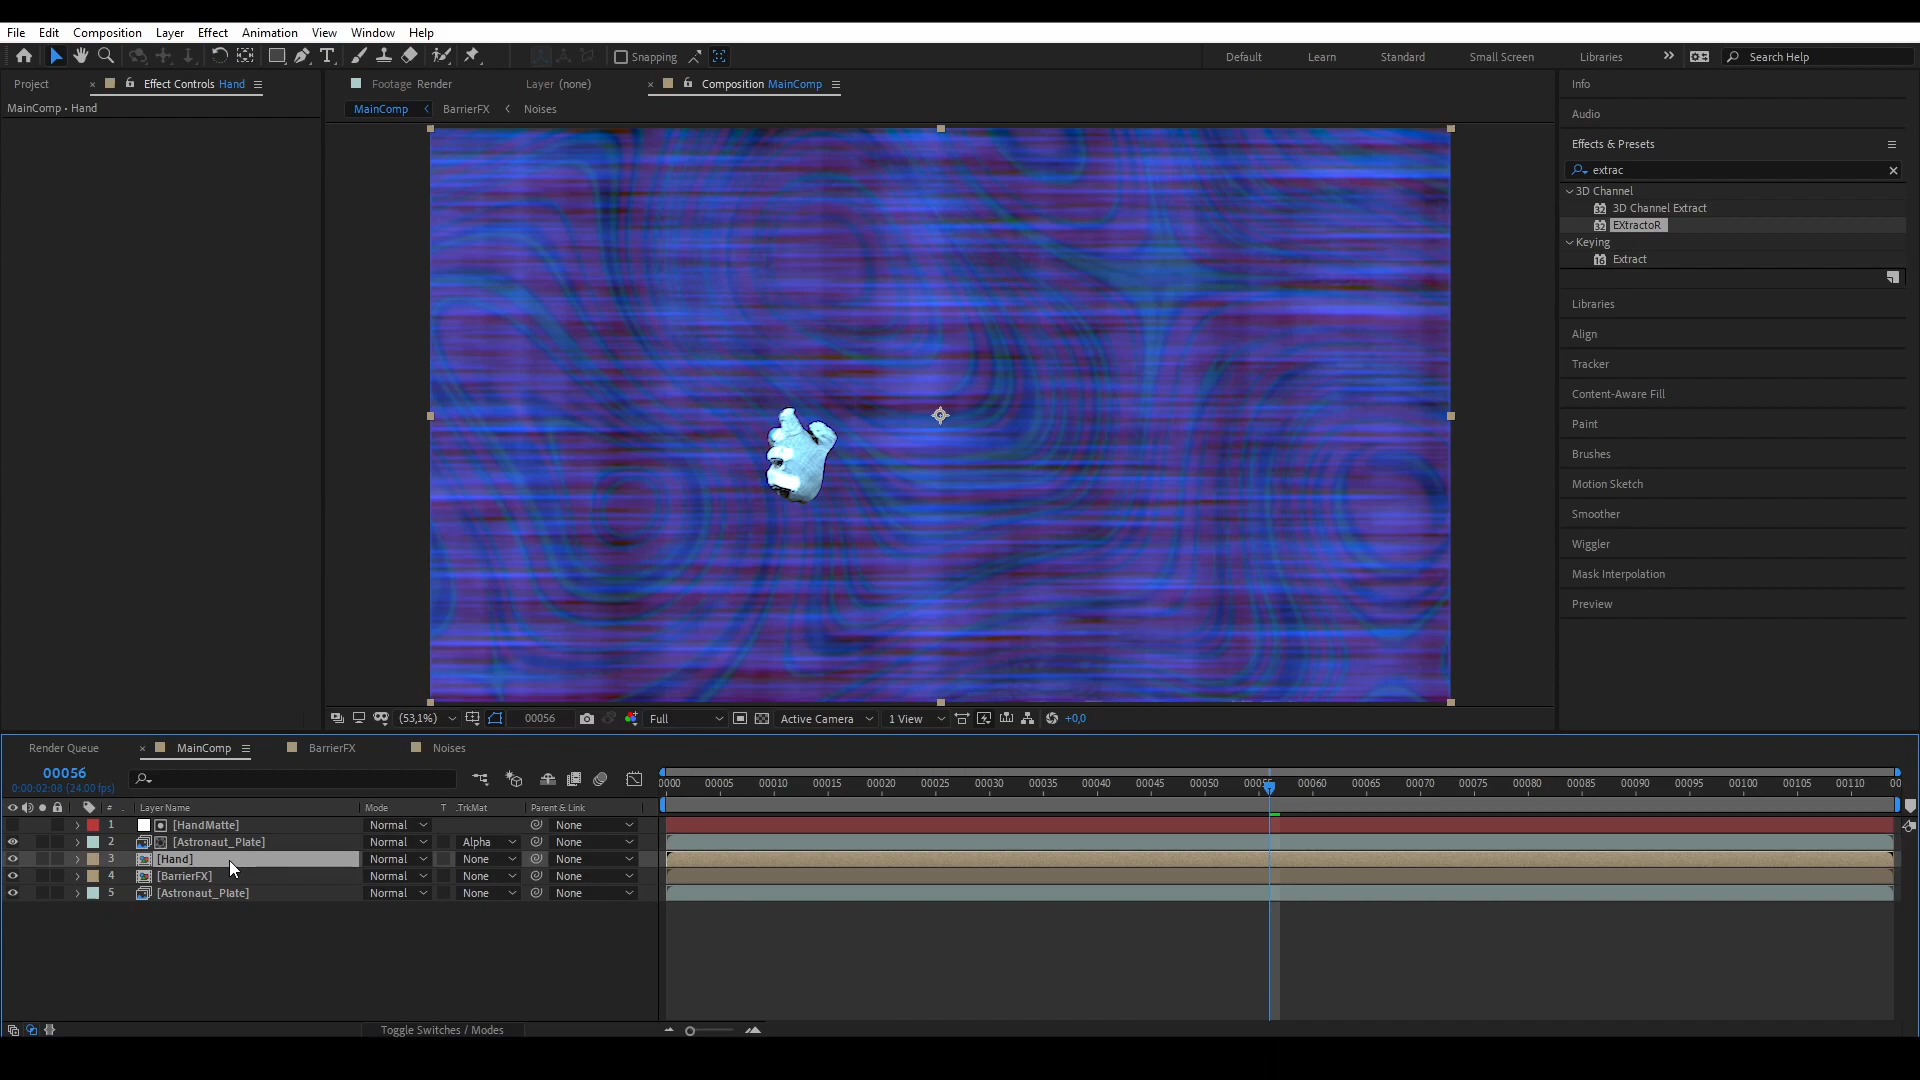 File Edit Composition Layer Effect Animation View Window Help
Snapping
Default Learn Standard Small Screen Libraries Search Help
Project Effect Controls Hand
MainComp • Hand
Footage Render Layer (none) Composition MainComp
MainComp BarrierFX Noises
Info
Audio
Effects & Presets
extrac
3D Channel
32 3D Channel Extract
32 EXtractoR
Keying
16 Extract
Libraries
Align
Tracker
Content-Aware Fill
Paint
Brushes
Motion Sketch
Smoother
Wiggler
Mask Interpolation
Preview
(53,1%) 00056 Full Active Camera 1 View +0,0
Render Queue MainComp BarrierFX Noises
00056
0:00:02:08 (24.00 fps)
0000 00005 00010 00015 00020 00025 00030 00035 00040 00045 00050 00060 00065 00070 00075 00080 00085 00090 00095 00100 00105 00110 00
# Layer Name Mode T .TrkMat Parent & Link
1 [HandMatte] Normal None
2 [Astronaut_Plate] Normal Alpha None
3 [Hand] Normal None None
4 [BarrierFX] Normal None None
5 [Astronaut_Plate] Normal None None
Toggle Switches / Modes